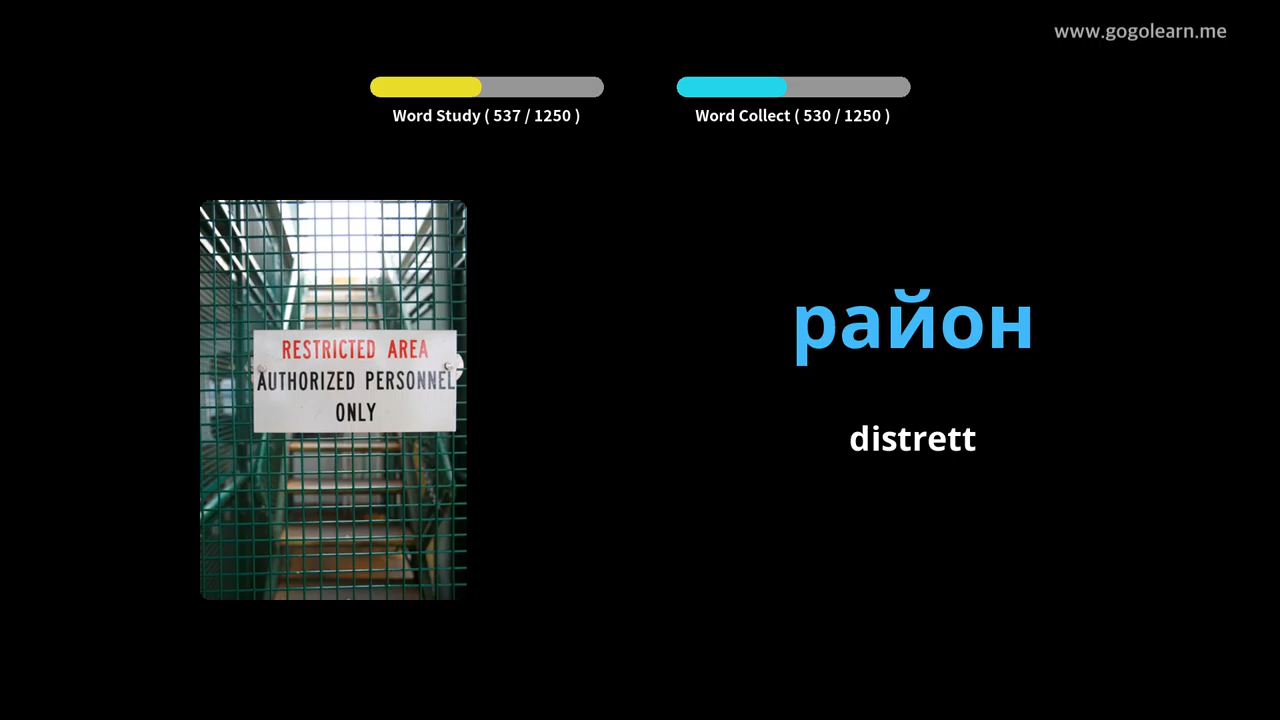 www.gogolearn.me
Word Study ( 537 / 1250 )
Word Collect ( 530 / 1250 )
RESTRICTED AREA
AUTHORIZED PERSONNEL
ONLY
район
distrett